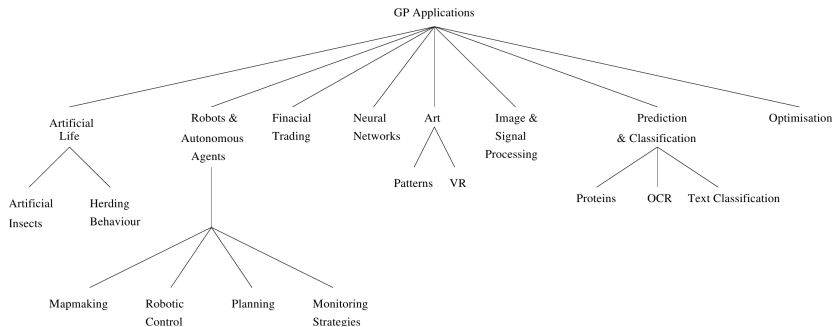 GP Applications
Artificial
Life
Robots &
Autonomous
Agents
Finacial
Trading
Neural
Networks
Art
Image &
Signal
Processing
Prediction
& Classification
Optimisation
Artificial
Insects
Herding
Behaviour
Patterns
VR
Proteins
OCR
Text Classification
Mapmaking
Robotic
Control
Planning
Monitoring
Strategies